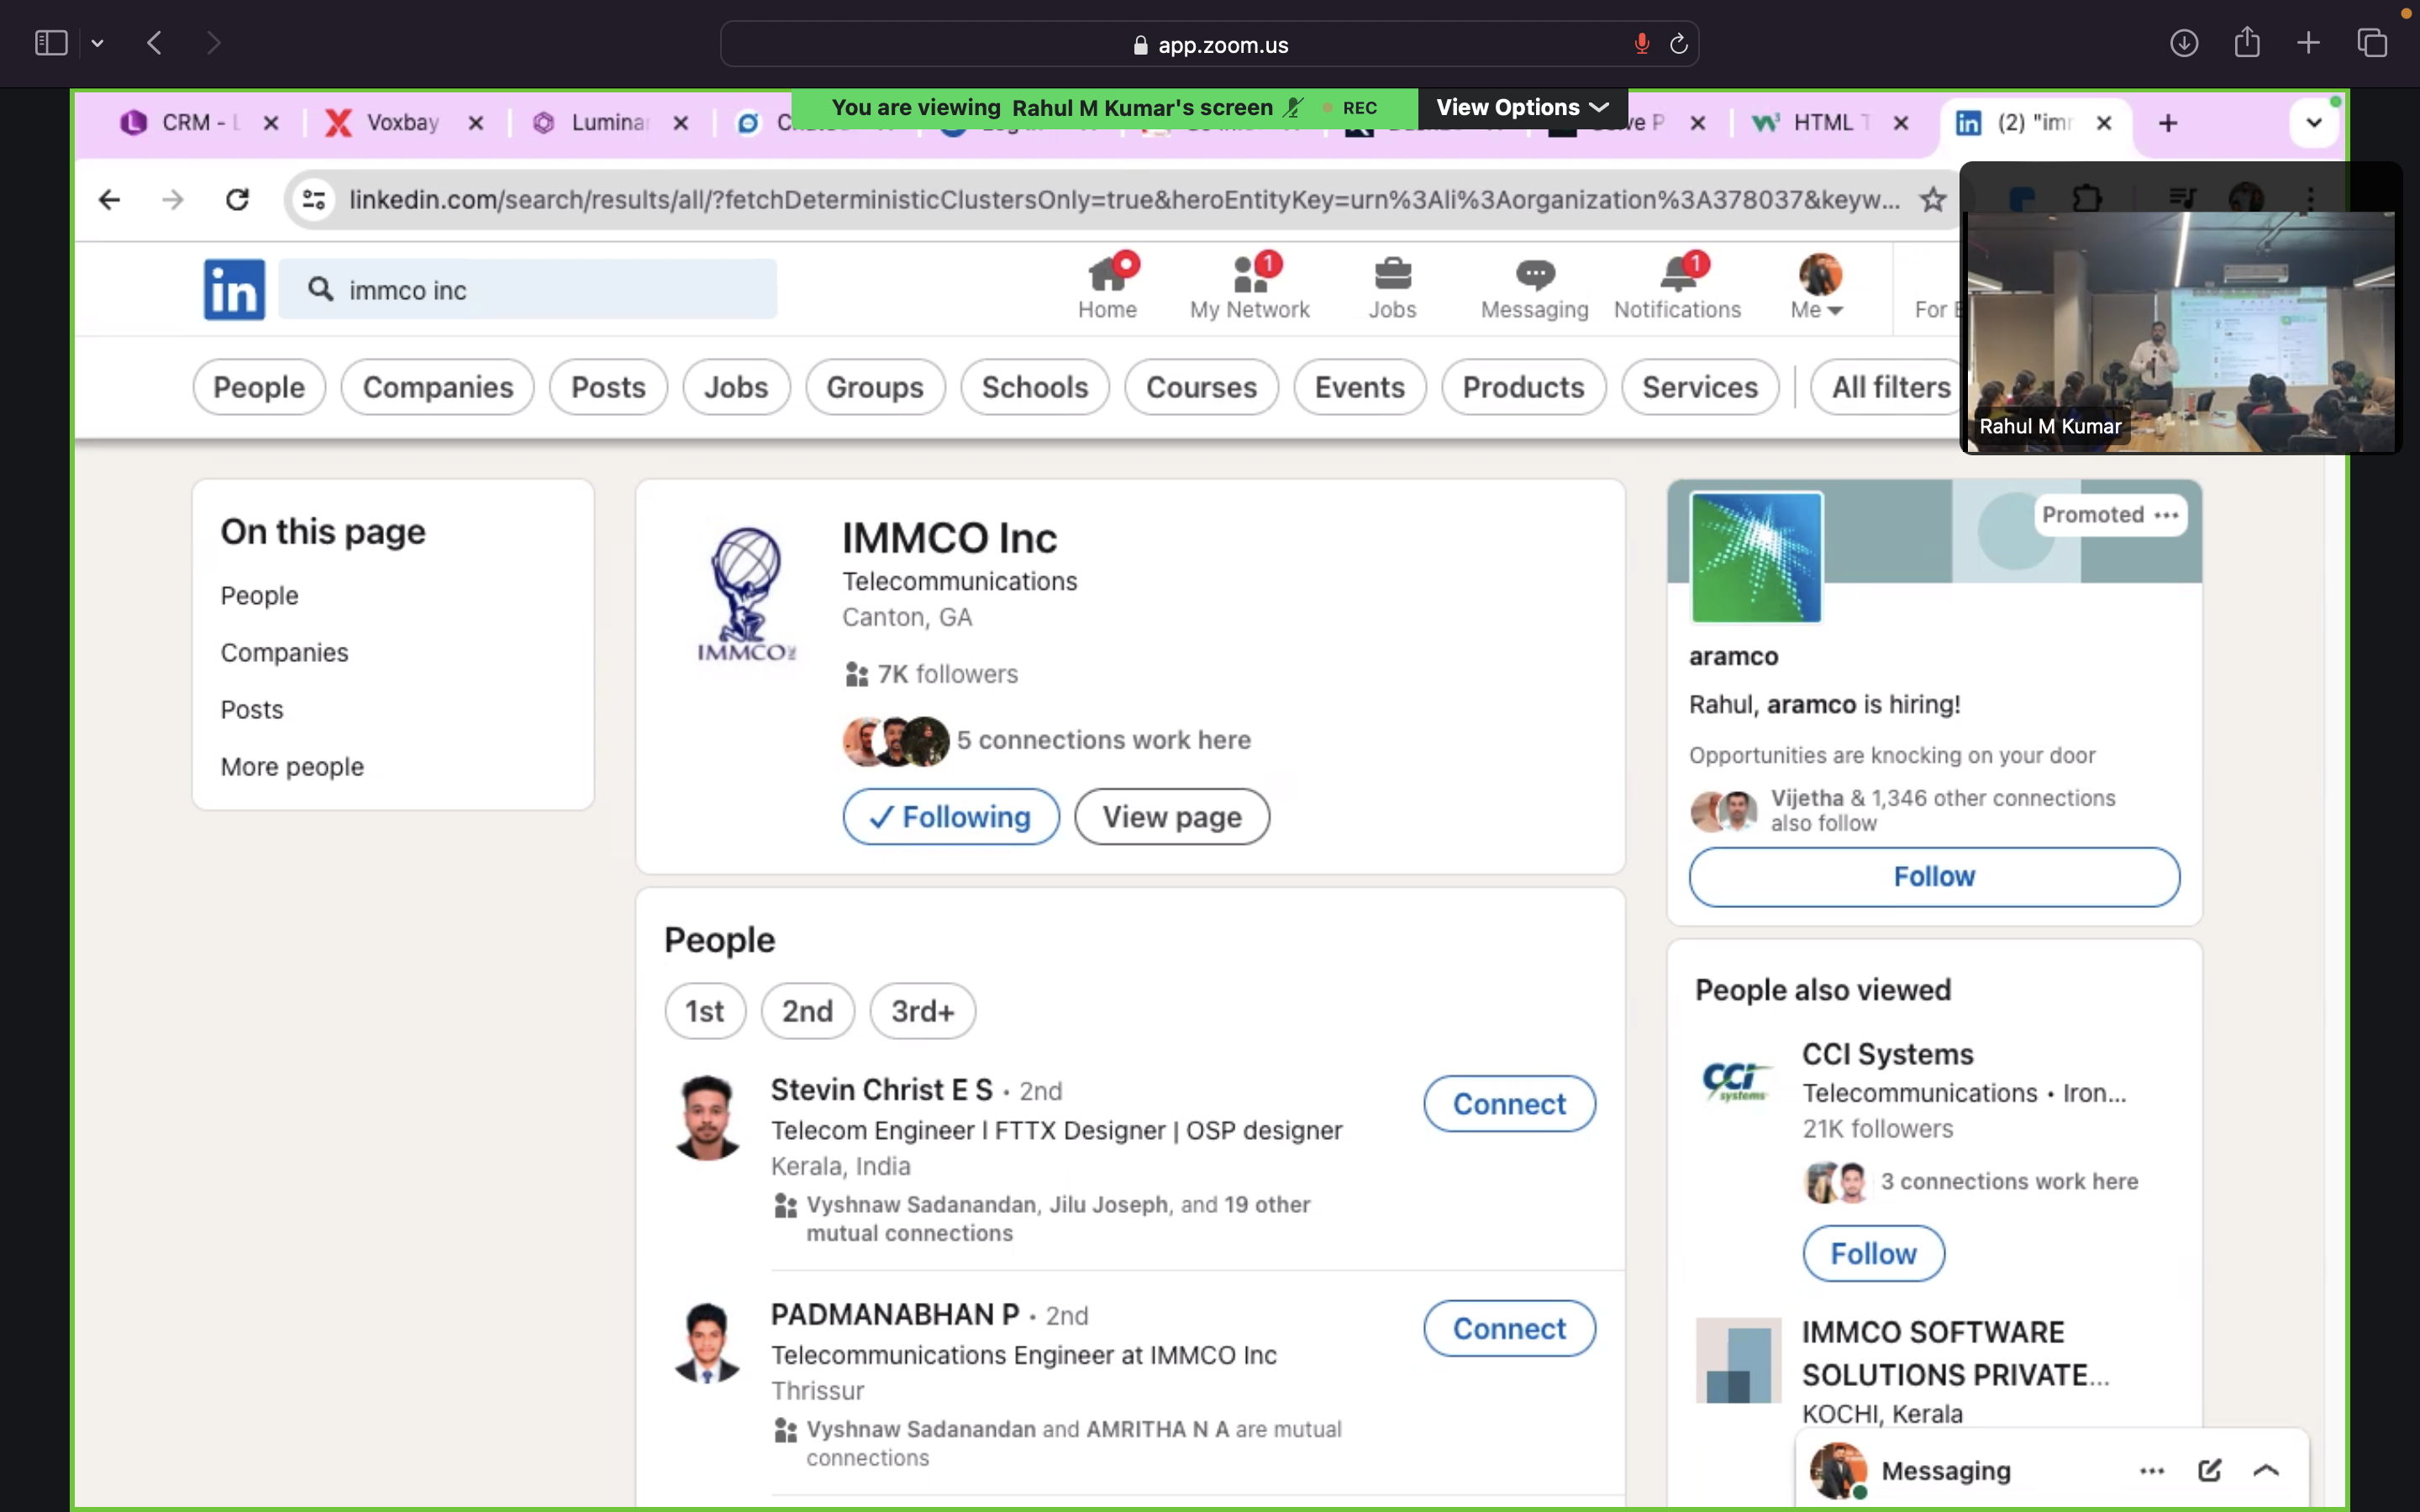 app.zoom.us
You are viewing Rahul M Kumar's screen
REC
View Options
CRM - L
Voxbay
Luminar
HTML T
(2) "imm
linkedin.com/search/results/all/?fetchDeterministicClustersOnly=true&heroEntityKey=urn%3Ali%3Aorganization%3A378037&keyw...
in
immco inc
Home
1
My Network
Jobs
Messaging
1
Notifications
Me
For
People
Companies
Posts
Jobs
Groups
Schools
Courses
Events
Products
Services
All filters
Rahul M Kumar
On this page
People
Companies
Posts
More people
IMMCO INC
IMMCO Inc
Telecommunications
Canton, GA
7K followers
5 connections work here
✓ Following
View page
People
1st
2nd
3rd+
Stevin Christ E S • 2nd
Telecom Engineer l FTTX Designer | OSP designer
Kerala, India
Vyshnaw Sadanandan, Jilu Joseph, and 19 other
mutual connections
Connect
PADMANABHAN P • 2nd
Telecommunications Engineer at IMMCO Inc
Thrissur
Vyshnaw Sadanandan and AMRITHA N A are mutual
connections
Connect
Promoted •••
aramco
Rahul, aramco is hiring!
Opportunities are knocking on your door
Vijetha & 1,346 other connections
also follow
Follow
People also viewed
CCI systems
CCI Systems
Telecommunications • Iron...
21K followers
3 connections work here
Follow
IMMCO SOFTWARE
SOLUTIONS PRIVATE...
KOCHI, Kerala
Messaging